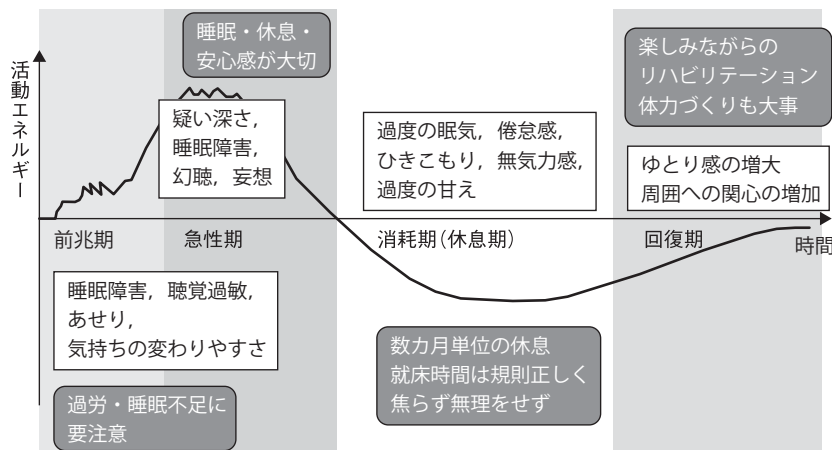 活動エネルギー
睡眠・休息・
安心感が大切
疑い深さ，
睡眠障害，
幻聴，妄想
過度の眠気，倦怠感，
ひきこもり，無気力感，
過度の甘え
楽しみながらの
リハビリテーション
体力づくりも大事
ゆとり感の増大
周囲への関心の増加
前兆期
急性期
消耗期（休息期）
回復期
時間
睡眠障害，聴覚過敏，
あせり，
気持ちの変わりやすさ
過労・睡眠不足に
要注意
数カ月単位の休息
就床時間は規則正しく
焦らず無理をせず